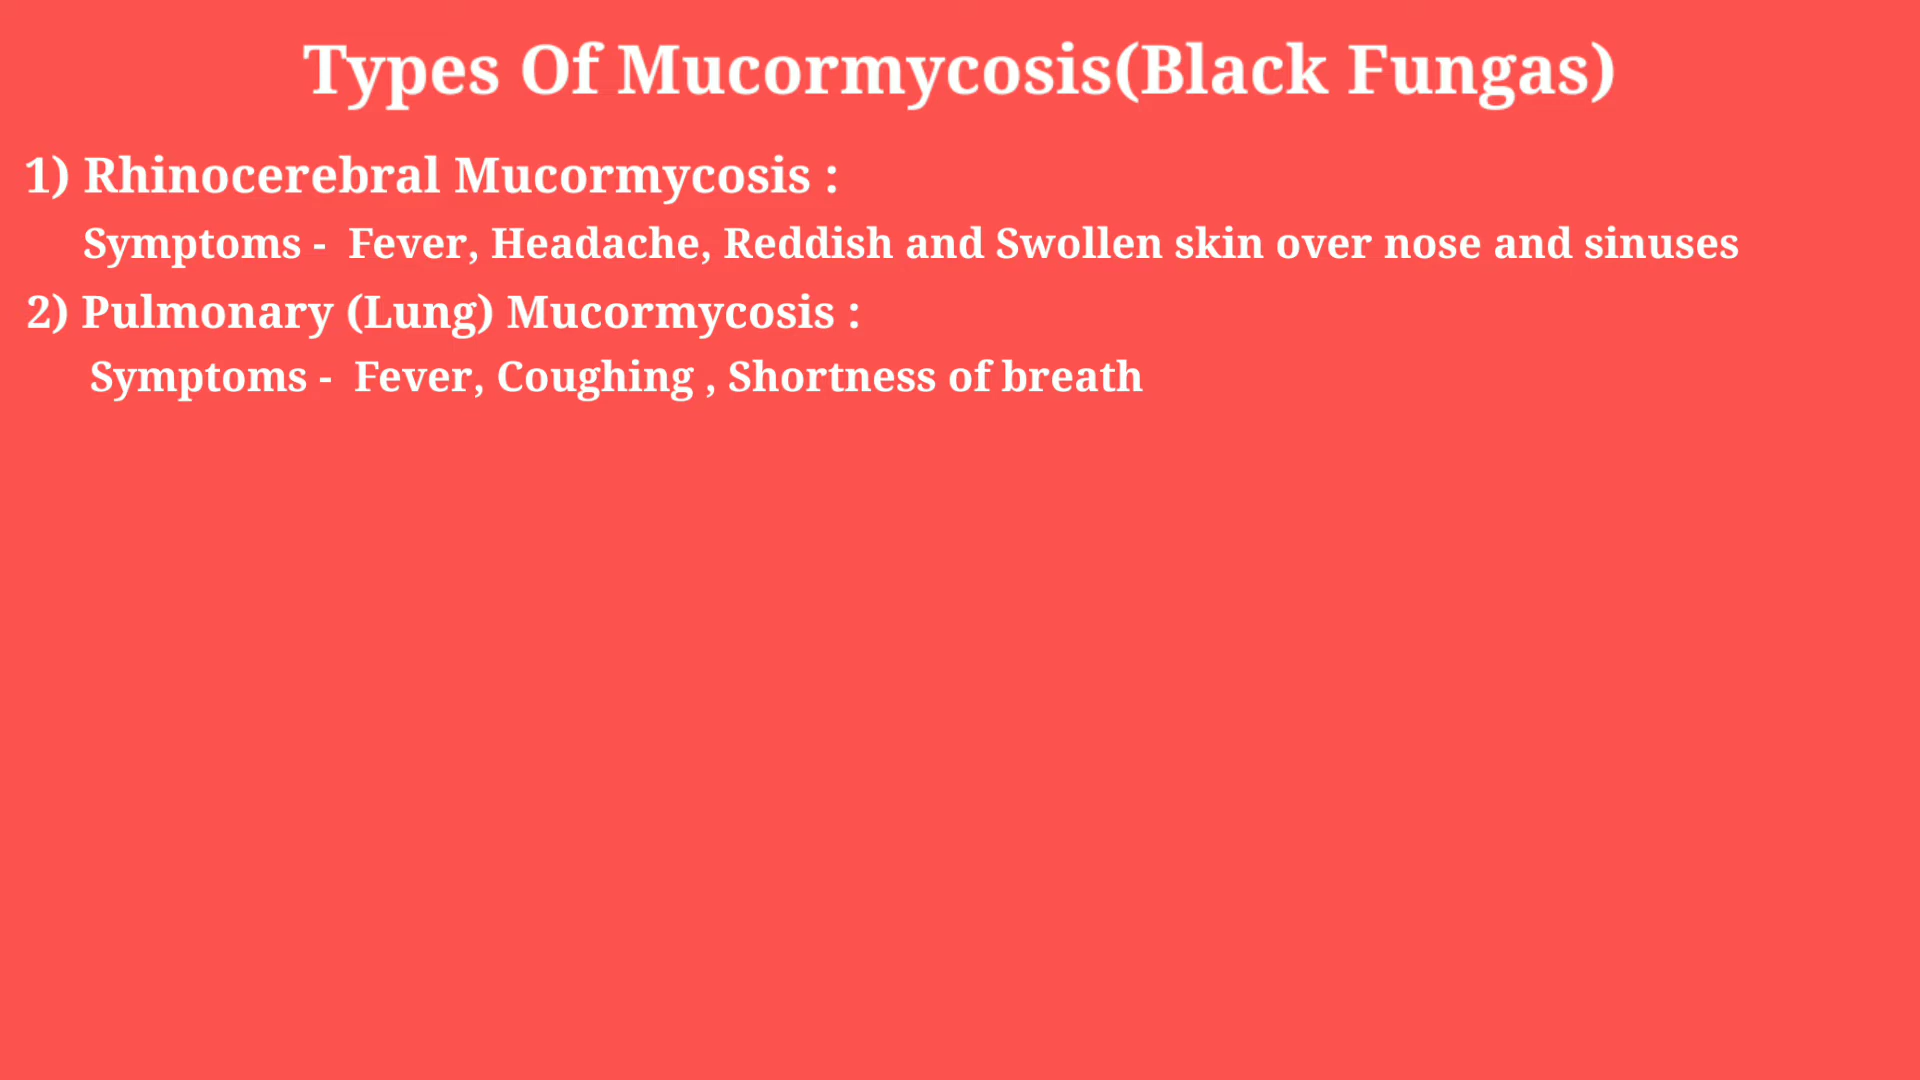 Types Of Mucormycosis(Black Fungas)
1) Rhinocerebral Mucormycosis :
Symptoms - Fever, Headache, Reddish and Swollen skin over nose and sinuses
2) Pulmonary (Lung) Mucormycosis :
Symptoms - Fever, Coughing , Shortness of breath